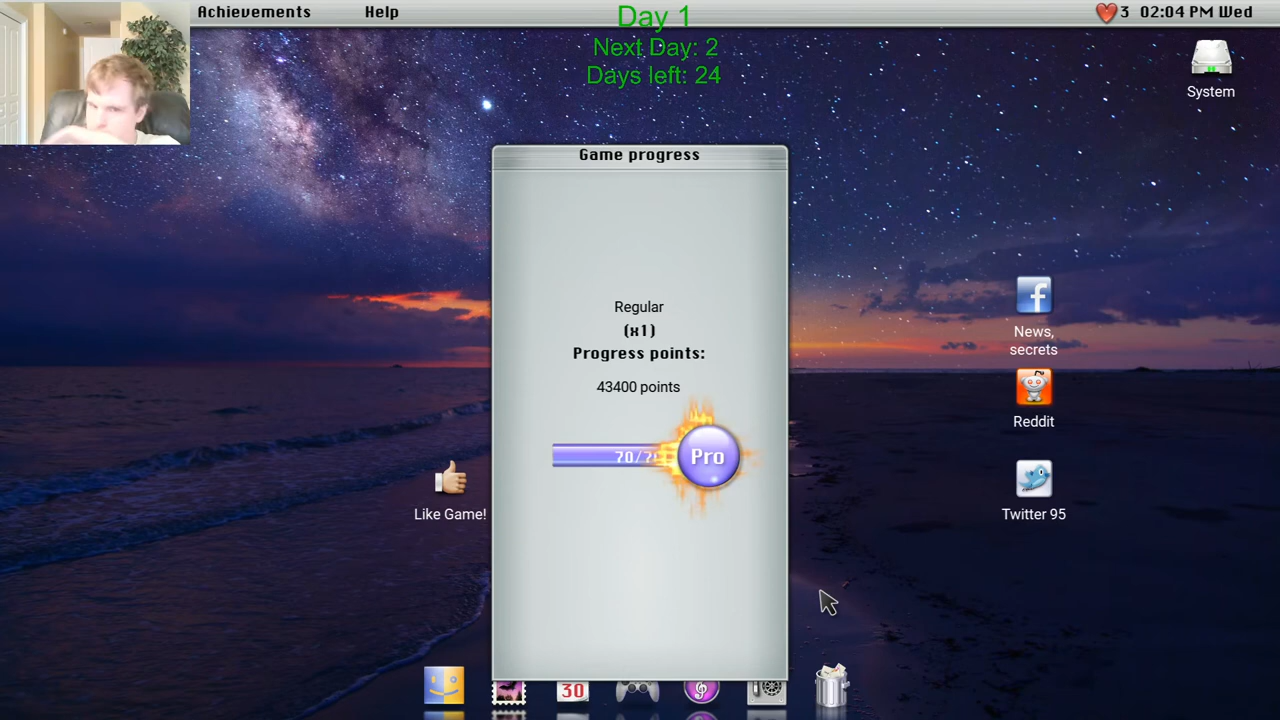 Achievements Help
Day 1
Next Day: 2
Days left: 24
3 02:04 PM Wed
System
Game progress
Regular
(x1)
Progress points:
43400 points
Pro
News,
secrets
Reddit
Like Game!
Twitter 95
30